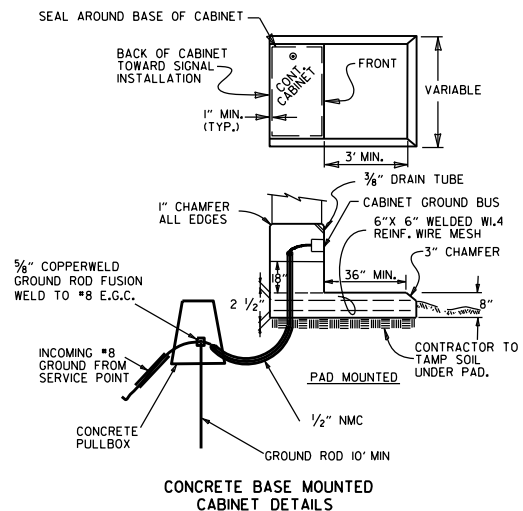 SEAL AROUND BASE OF CABINET
BACK OF CABINET
TOWARD SIGNAL
INSTALLATION
CONT.
CABINET
FRONT
VARIABLE
1" MIN.
(TYP.)
3' MIN.
3/8" DRAIN TUBE
CABINET GROUND BUS
1" CHAMFER
ALL EDGES
6"X 6" WELDED W1.4
REINF. WIRE MESH
3" CHAMFER
5/8" COPPERWELD
GROUND ROD FUSION
WELD TO #8 E.G.C.
18"
36" MIN.
2 1/2"
8"
INCOMING #8
GROUND FROM
SERVICE POINT
CONTRACTOR TO
TAMP SOIL
UNDER PAD.
PAD MOUNTED
1/2" NMC
CONCRETE
PULLBOX
GROUND ROD 10' MIN
CONCRETE BASE MOUNTED
CABINET DETAILS